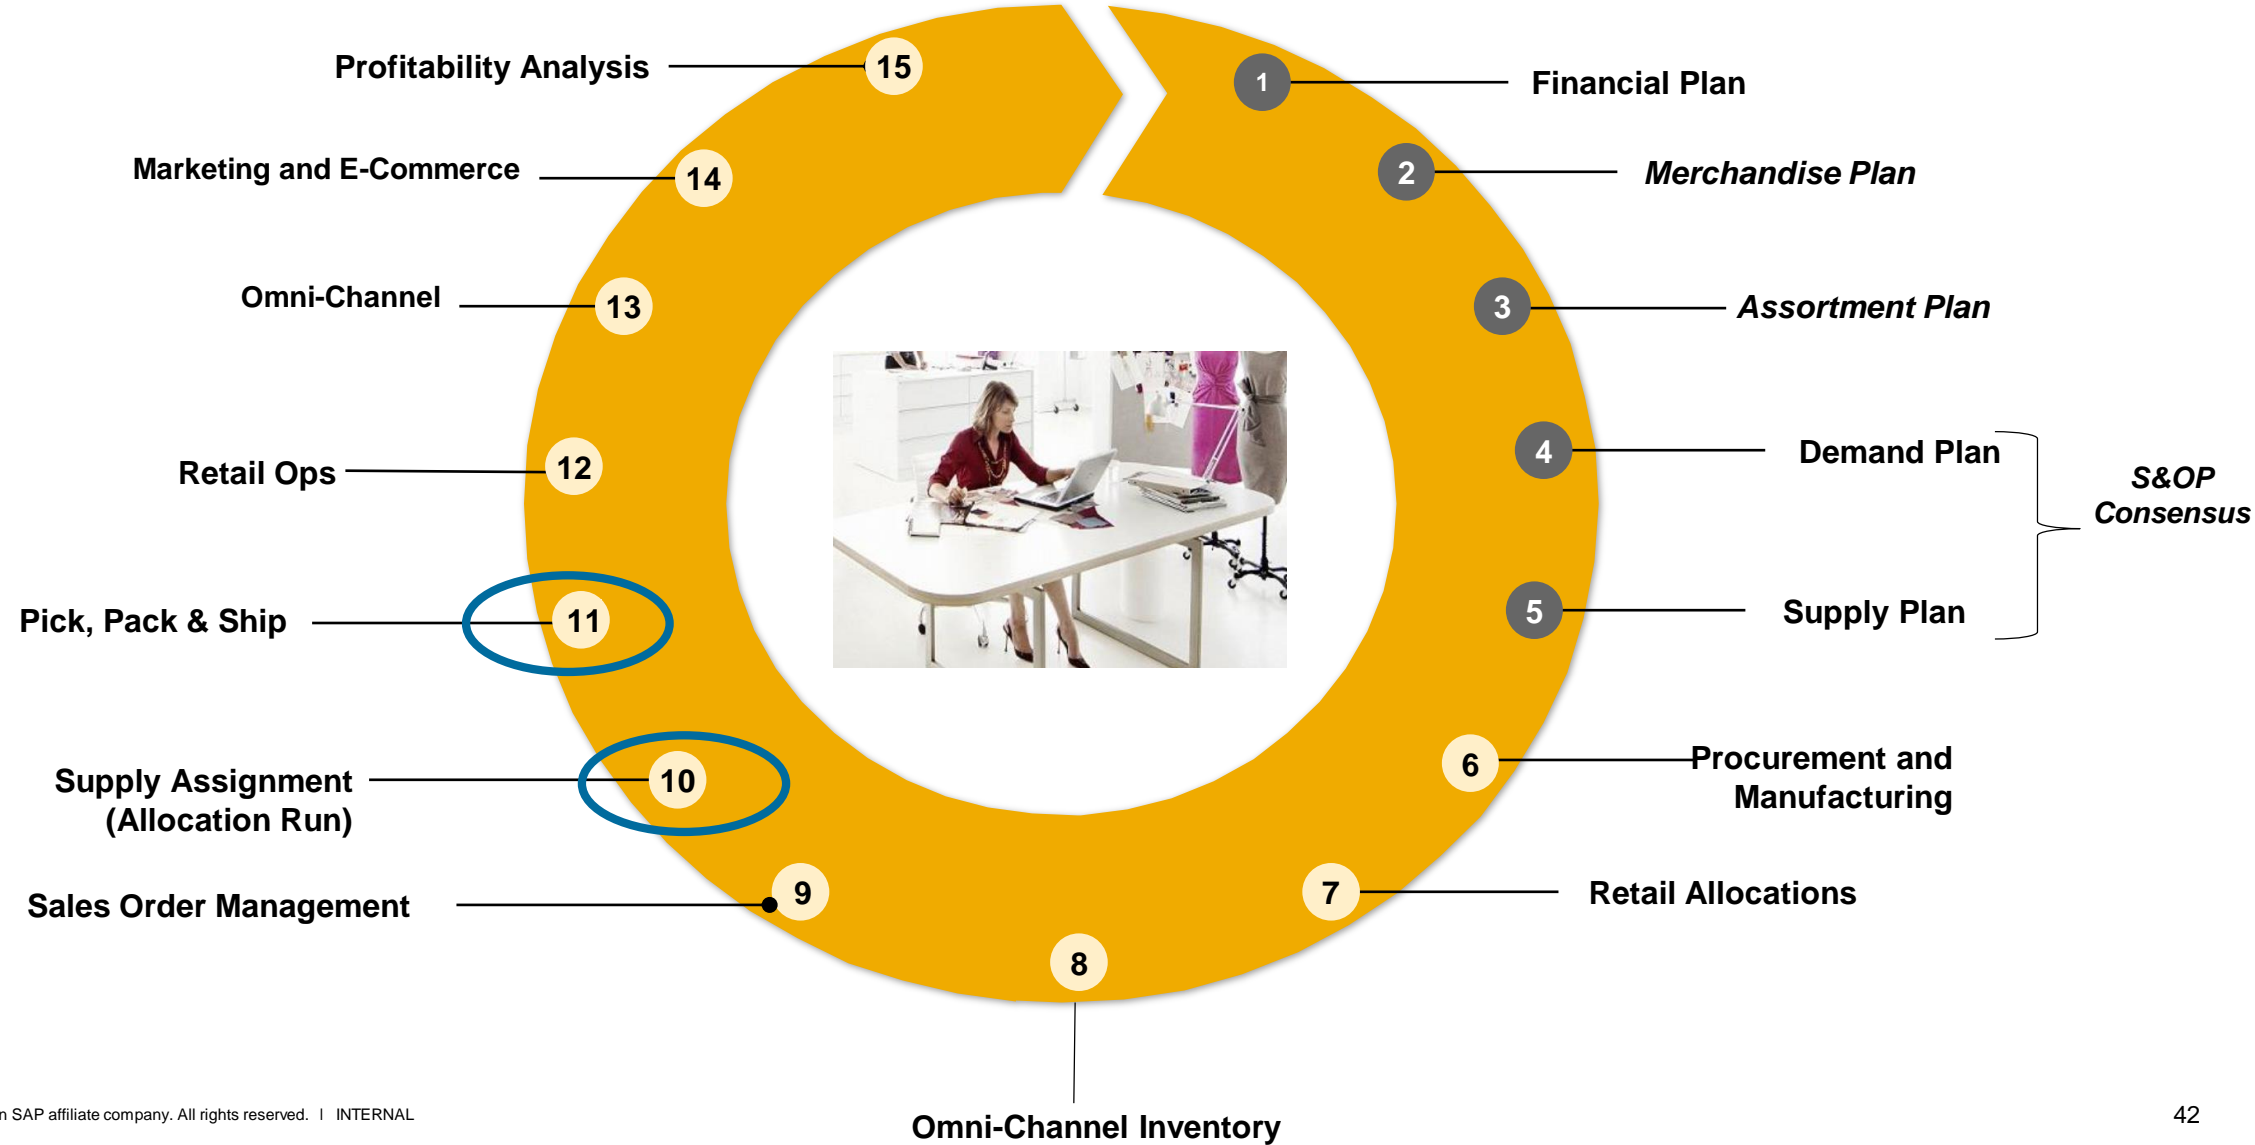 15
Profitability Analysis
1
Financial Plan
14
Marketing and E-Commerce
2
Merchandise Plan
13
Omni-Channel
3
Assortment Plan
12
Retail Ops
4
Demand Plan
S&OP
Consensus
11
Pick, Pack & Ship
5
Supply Plan
10
Supply Assignment
(Allocation Run)
6
Procurement and
Manufacturing
9
Sales Order Management
7
Retail Allocations
8
Omni-Channel Inventory
n SAP affiliate company. All rights reserved. | INTERNAL
42